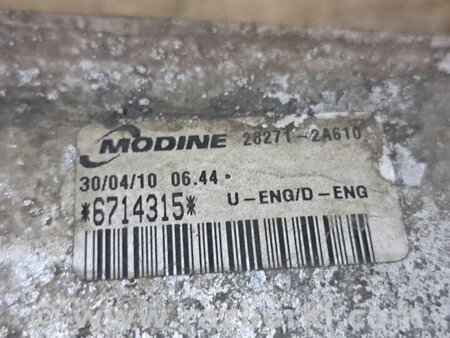 MODINE 28271-2A610
30/04/10 06.44
*6714315* U-ENG/D-ENG